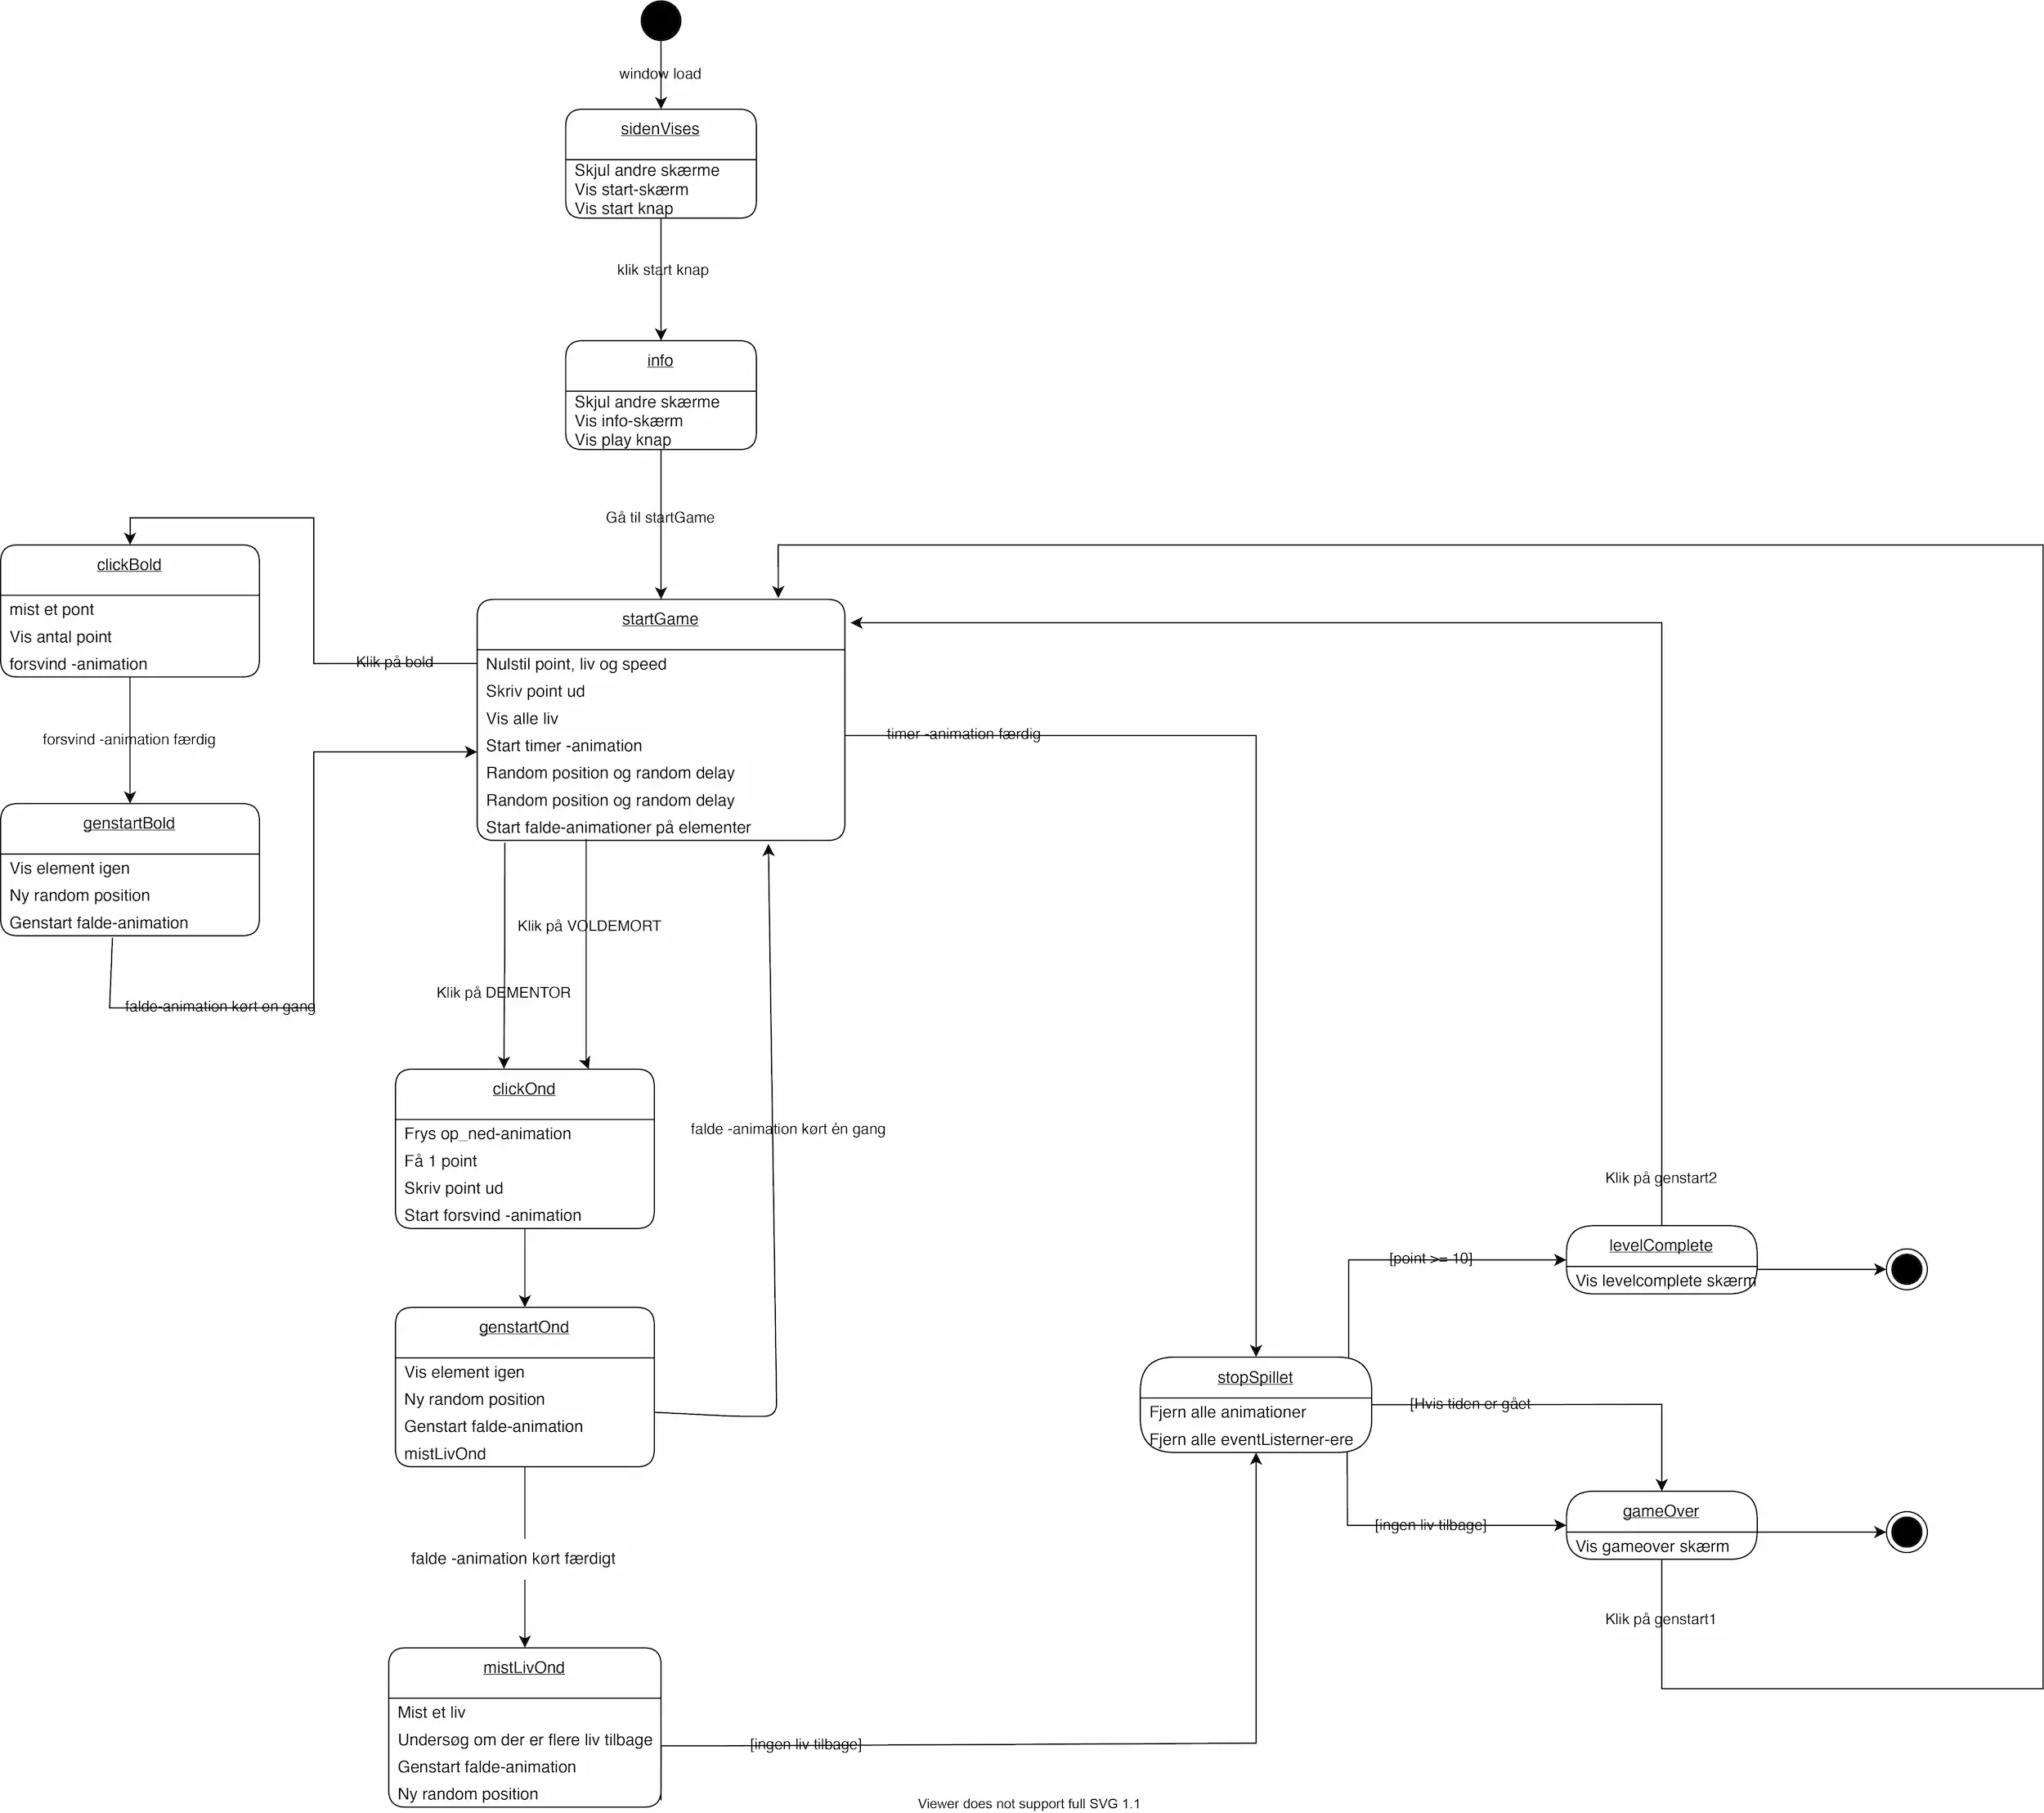 window load
sidenVises
Skjul andre skærme
Vis start-skærm
Vis start knap
klik start knap
info
Skjul andre skærme
Vis info-skærm
Vis play knap
Gå til startGame
clickBold
mist et pont
Vis antal point
forsvind -animation
Klik på bold
startGame
Nulstil point, liv og speed
Skriv point ud
Vis alle liv
Start timer -animation
Random position og random delay
Random position og random delay
Start falde-animationer på elementer
timer -animation færdig
forsvind -animation færdig
genstartBold
Vis element igen
Ny random position
Genstart falde-animation
falde-animation kørt en gang
Klik på VOLDEMORT
Klik på DEMENTOR
clickOnd
Frys op_ned-animation
Få 1 point
Skriv point ud
Start forsvind -animation
falde -animation kørt én gang
genstartOnd
Vis element igen
Ny random position
Genstart falde-animation
mistLivOnd
falde -animation kørt færdigt
mistLivOnd
Mist et liv
Undersøg om der er flere liv tilbage
Genstart falde-animation
Ny random position
[ingen liv tilbage]
stopSpillet
Fjern alle animationer
Fjern alle eventListerner-ere
[point >= 10]
Klik på genstart2
levelComplete
Vis levelcomplete skærm
[Hvis tiden er gået
[ingen liv tilbage]
gameOver
Vis gameover skærm
Klik på genstart1
Viewer does not support full SVG 1.1